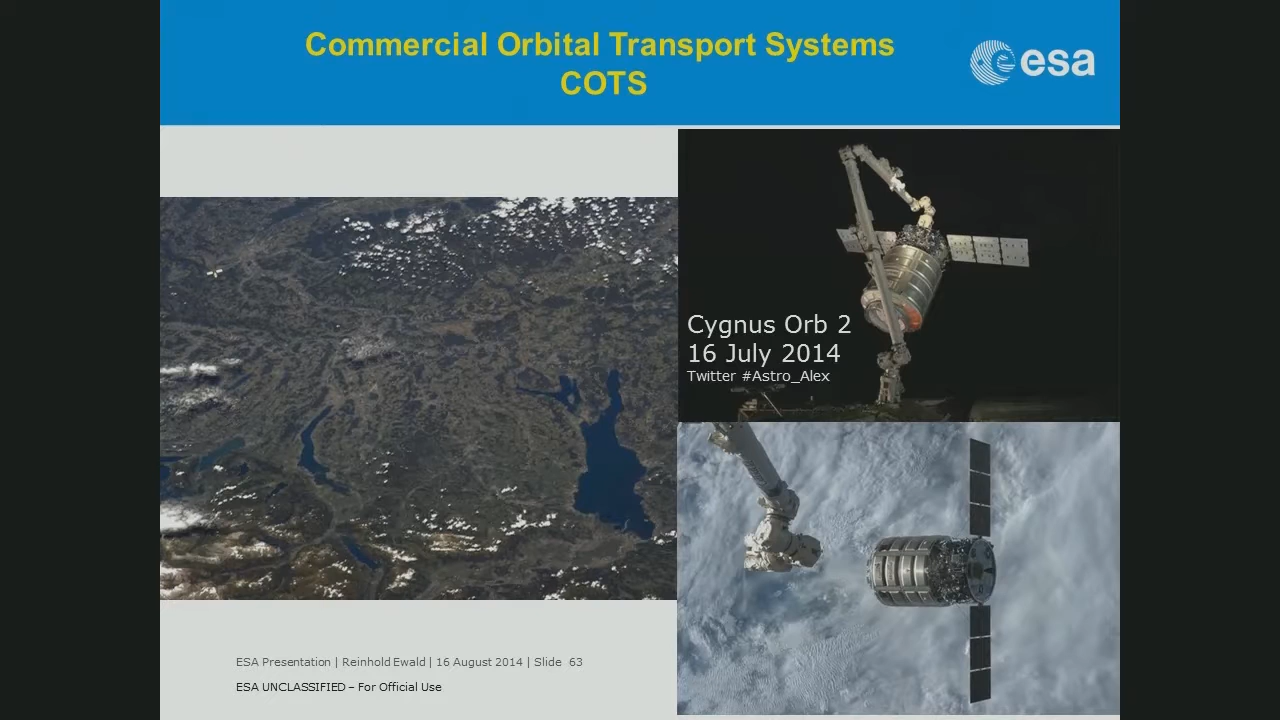 Commercial Orbital Transport Systems
COTS
esa
Cygnus Orb 2
16 July 2014
Twitter #Astro_Alex
ESA Presentation | Reinhold Ewald | 16 August 2014 | Slide 63
ESA UNCLASSIFIED – For Official Use